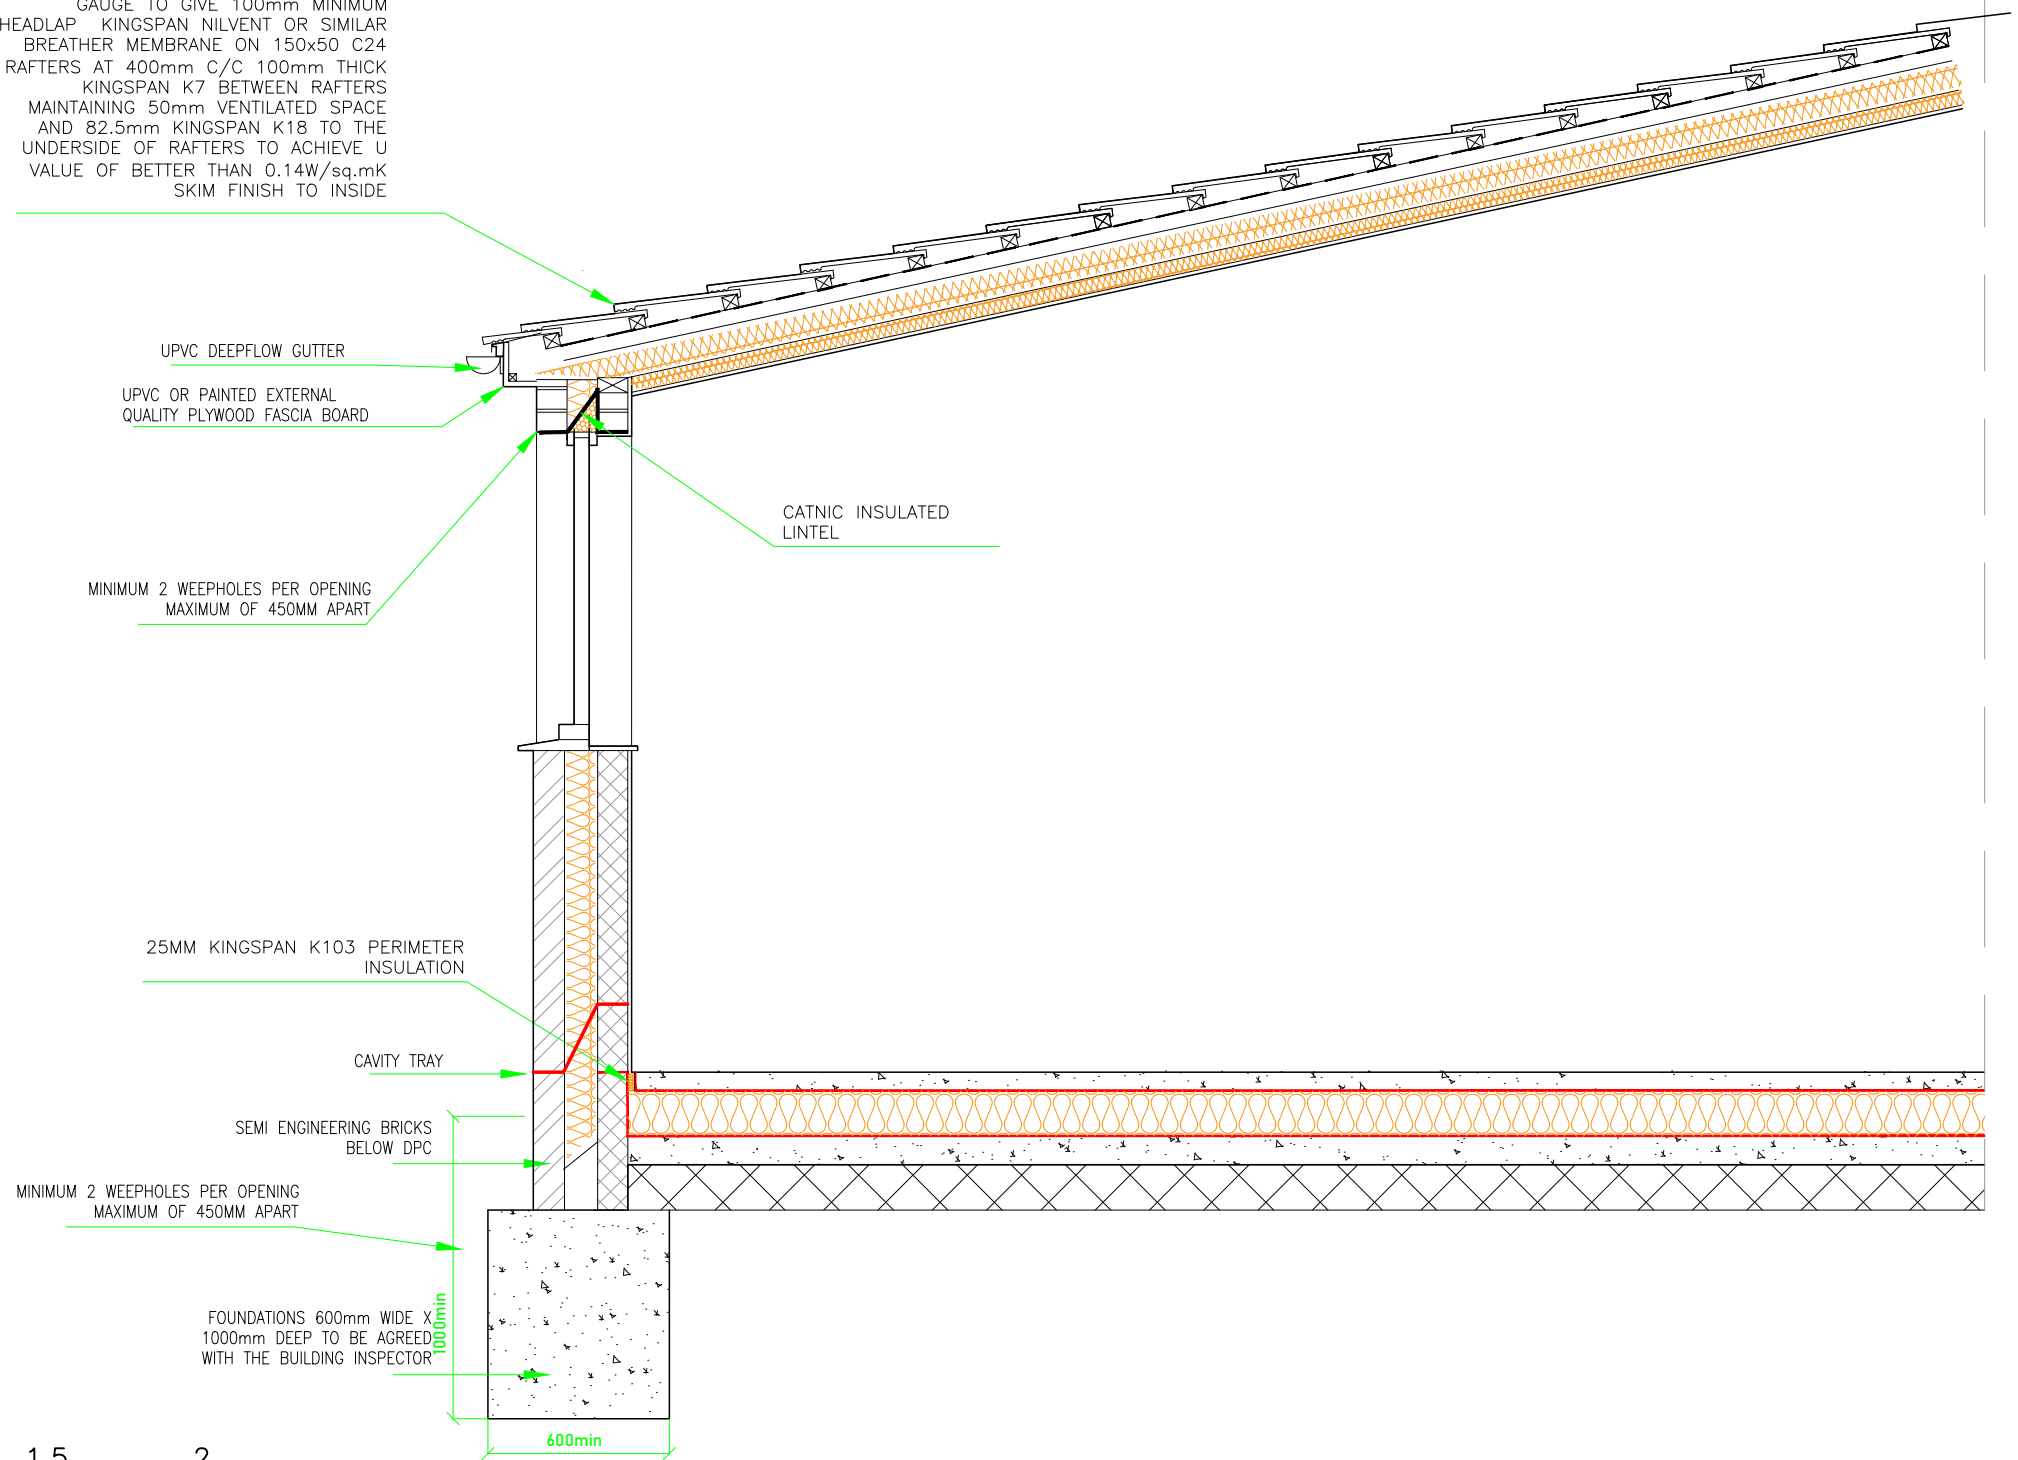 GAUGE TO GIVE 100mm MINIMUM
HEADLAP KINGSPAN NILVENT OR SIMILAR
BREATHER MEMBRANE ON 150x50 C24
RAFTERS AT 400mm C/C 100mm THICK
KINGSPAN K7 BETWEEN RAFTERS
MAINTAINING 50mm VENTILATED SPACE
AND 82.5mm KINGSPAN K18 TO THE
UNDERSIDE OF RAFTERS TO ACHIEVE U
VALUE OF BETTER THAN 0.14W/sq.mK
SKIM FINISH TO INSIDE
UPVC DEEPFLOW GUTTER
UPVC OR PAINTED EXTERNAL
QUALITY PLYWOOD FASCIA BOARD
CATNIC INSULATED
LINTEL
MINIMUM 2 WEEPHOLES PER OPENING
MAXIMUM OF 450MM APART
25MM KINGSPAN K103 PERIMETER
INSULATION
CAVITY TRAY
SEMI ENGINEERING BRICKS
BELOW DPC
MINIMUM 2 WEEPHOLES PER OPENING
MAXIMUM OF 450MM APART
FOUNDATIONS 600mm WIDE X
1000mm DEEP TO BE AGREED
WITH THE BUILDING INSPECTOR
1000min
600min
1.5 2